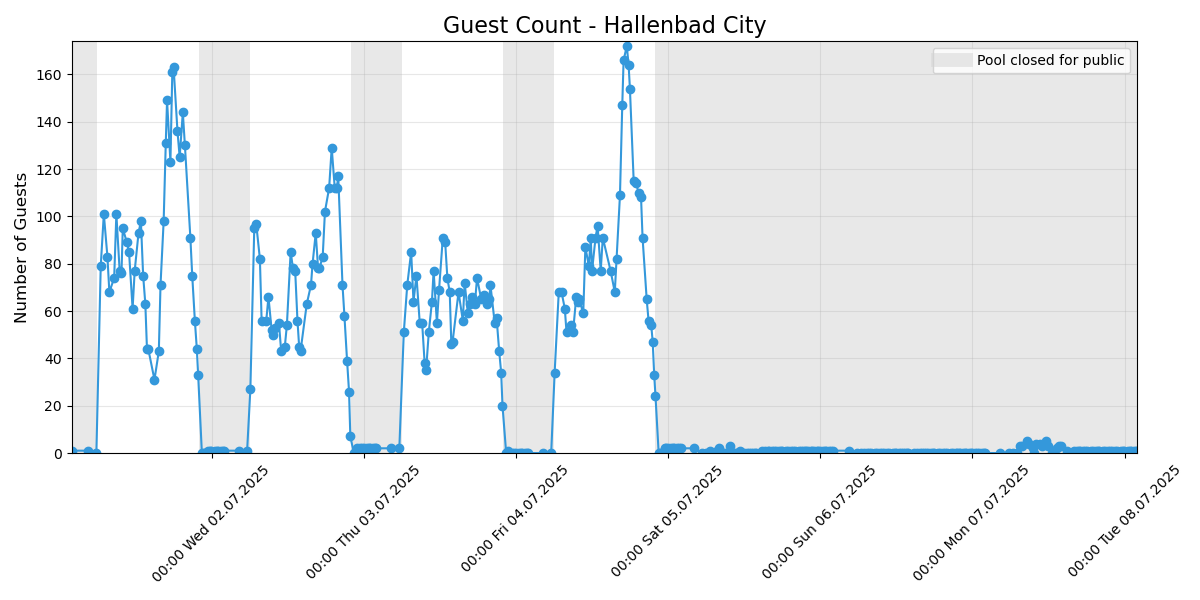 Guest Count - Hallenbad City
Pool closed for public
Number of Guests
160
140
120
100
80
60
40
20
0
00:00 Wed 02.07.2025
00:00 Thu 03.07.2025
00:00 Fri 04.07.2025
00:00 Sat 05.07.2025
00:00 Sun 06.07.2025
00:00 Mon 07.07.2025
00:00 Tue 08.07.2025